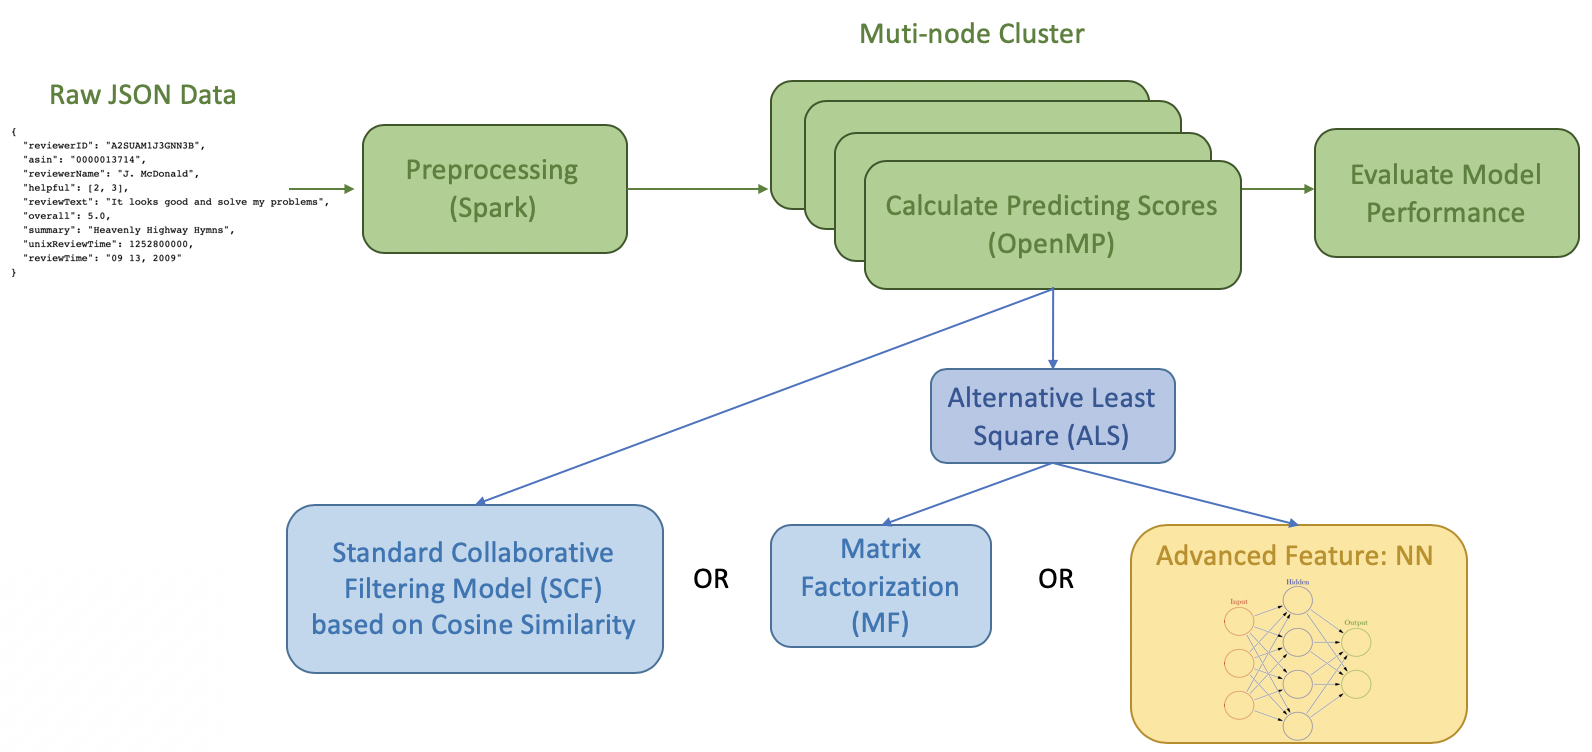 Muti-node Cluster
Raw JSON Data
{
"reviewerID": "A2SUAM1J3GNN3B",
"asin": "0000013714",
"reviewerName": "J. McDonald",
"helpful": [2, 3],
"reviewText": "It looks good and solve my problems",
"overall": 5.0,
"summary": "Heavenly Highway Hymns",
"unixReviewTime": 1252800000,
"reviewTime": "09 13, 2009"
}
Preprocessing
(Spark)
Calculate Predicting Scores
(OpenMP)
Evaluate Model
Performance
Alternative Least
Square (ALS)
Standard Collaborative
Filtering Model (SCF)
based on Cosine Similarity
OR
Matrix
Factorization
(MF)
OR
Advanced Feature: NN
Hidden
Input
Output